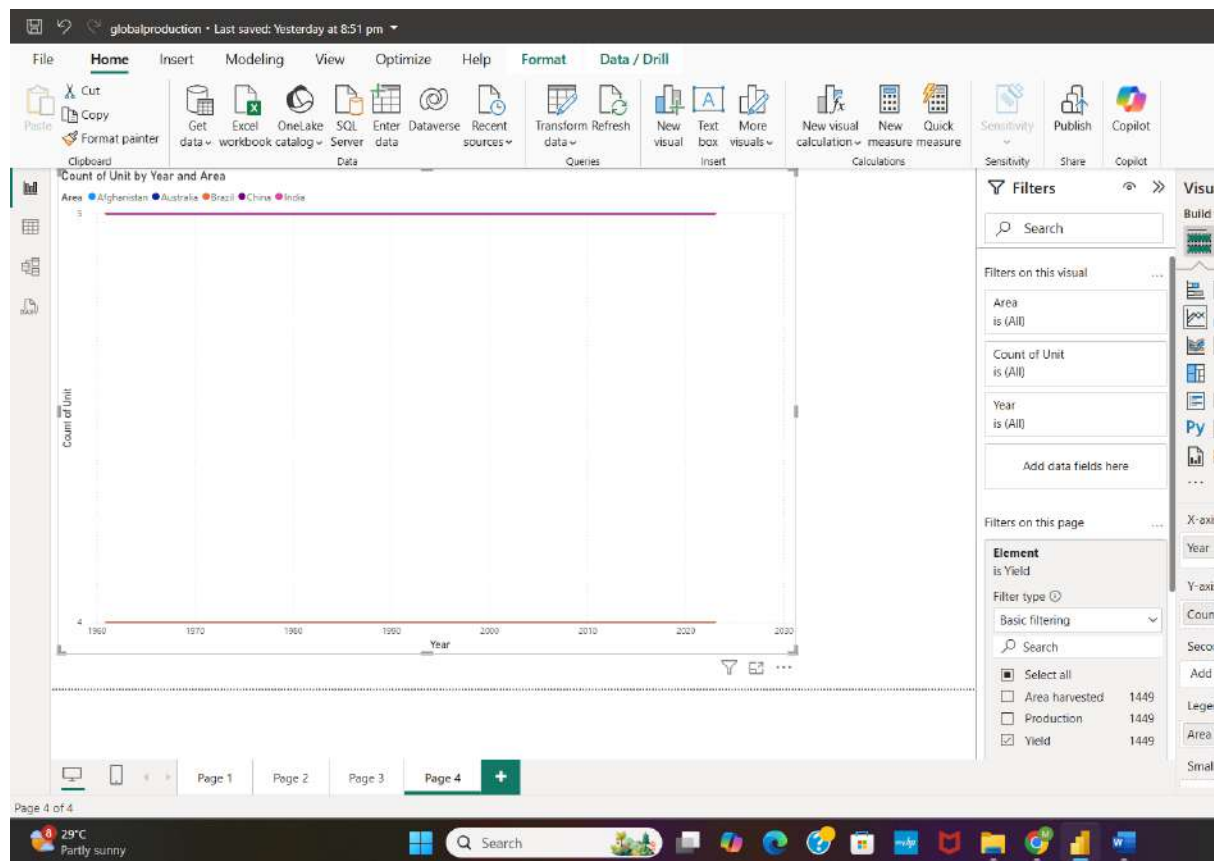 globalproduction • Last saved: Yesterday at 8:51 pm
File Home Insert Modeling View Optimize Help Format Data / Drill
Paste
Cut
Copy
Format painter
Clipboard
Get data
Excel workbook
OneLake catalog
SQL Server
Enter data
Dataverse
Recent sources
Data
Transform data
Refresh
Queries
New visual
Text box
More visuals
Insert
New visual calculation
New measure
Quick measure
Calculations
Sensitivity
Sensitivity
Publish
Share
Copilot
Copilot
Count of Unit by Year and Area
Area Afghanistan Australia Brazil China India
5
Count of Unit
4
1960 1970 1980 1990 2000 2010 2020 2030
Year
Filters
Search
Filters on this visual
...
Area
is (All)
Count of Unit
is (All)
Year
is (All)
Add data fields here
Filters on this page
...
Element
is Yield
Filter type
Basic filtering
Search
Select all
Area harvested 1449
Production 1449
Yield 1449
Visu
Build
Py
...
X-axi
Year
Y-axi
Coun
Seco
Add
Lege
Area
Smal
Page 1 Page 2 Page 3 Page 4 +
Page 4 of 4
8
29°C
Partly sunny
Search